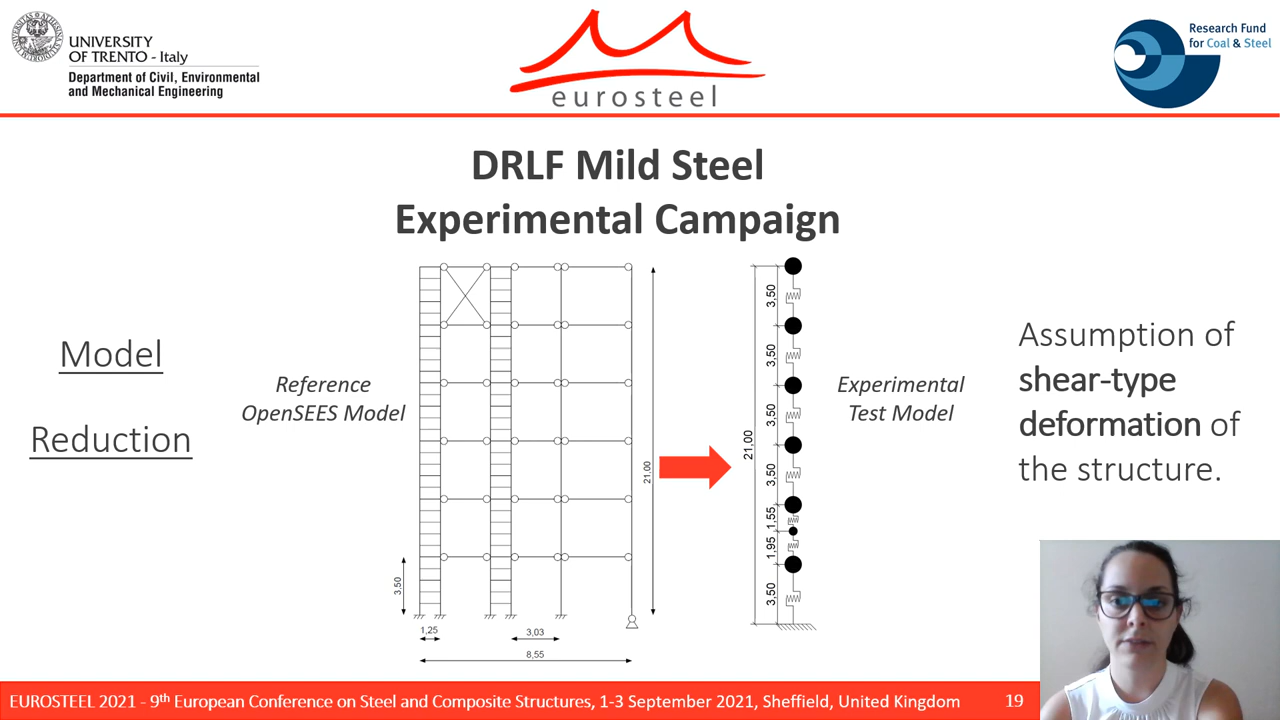 UNIVERSITY
OF TRENTO - Italy
Department of Civil, Environmental
and Mechanical Engineering
eurosteel
Research Fund
for Coal & Steel
DRLF Mild Steel
Experimental Campaign
Model
Reduction
Reference
OpenSEES Model
3,50
1,25
3,03
8,55
21,00
21,00
3,50
3,50
3,50
3,50
1,55
1,95
3,50
Experimental
Test Model
Assumption of
shear-type
deformation of
the structure.
EUROSTEEL 2021 - 9th European Conference on Steel and Composite Structures, 1-3 September 2021, Sheffield, United Kingdom
19